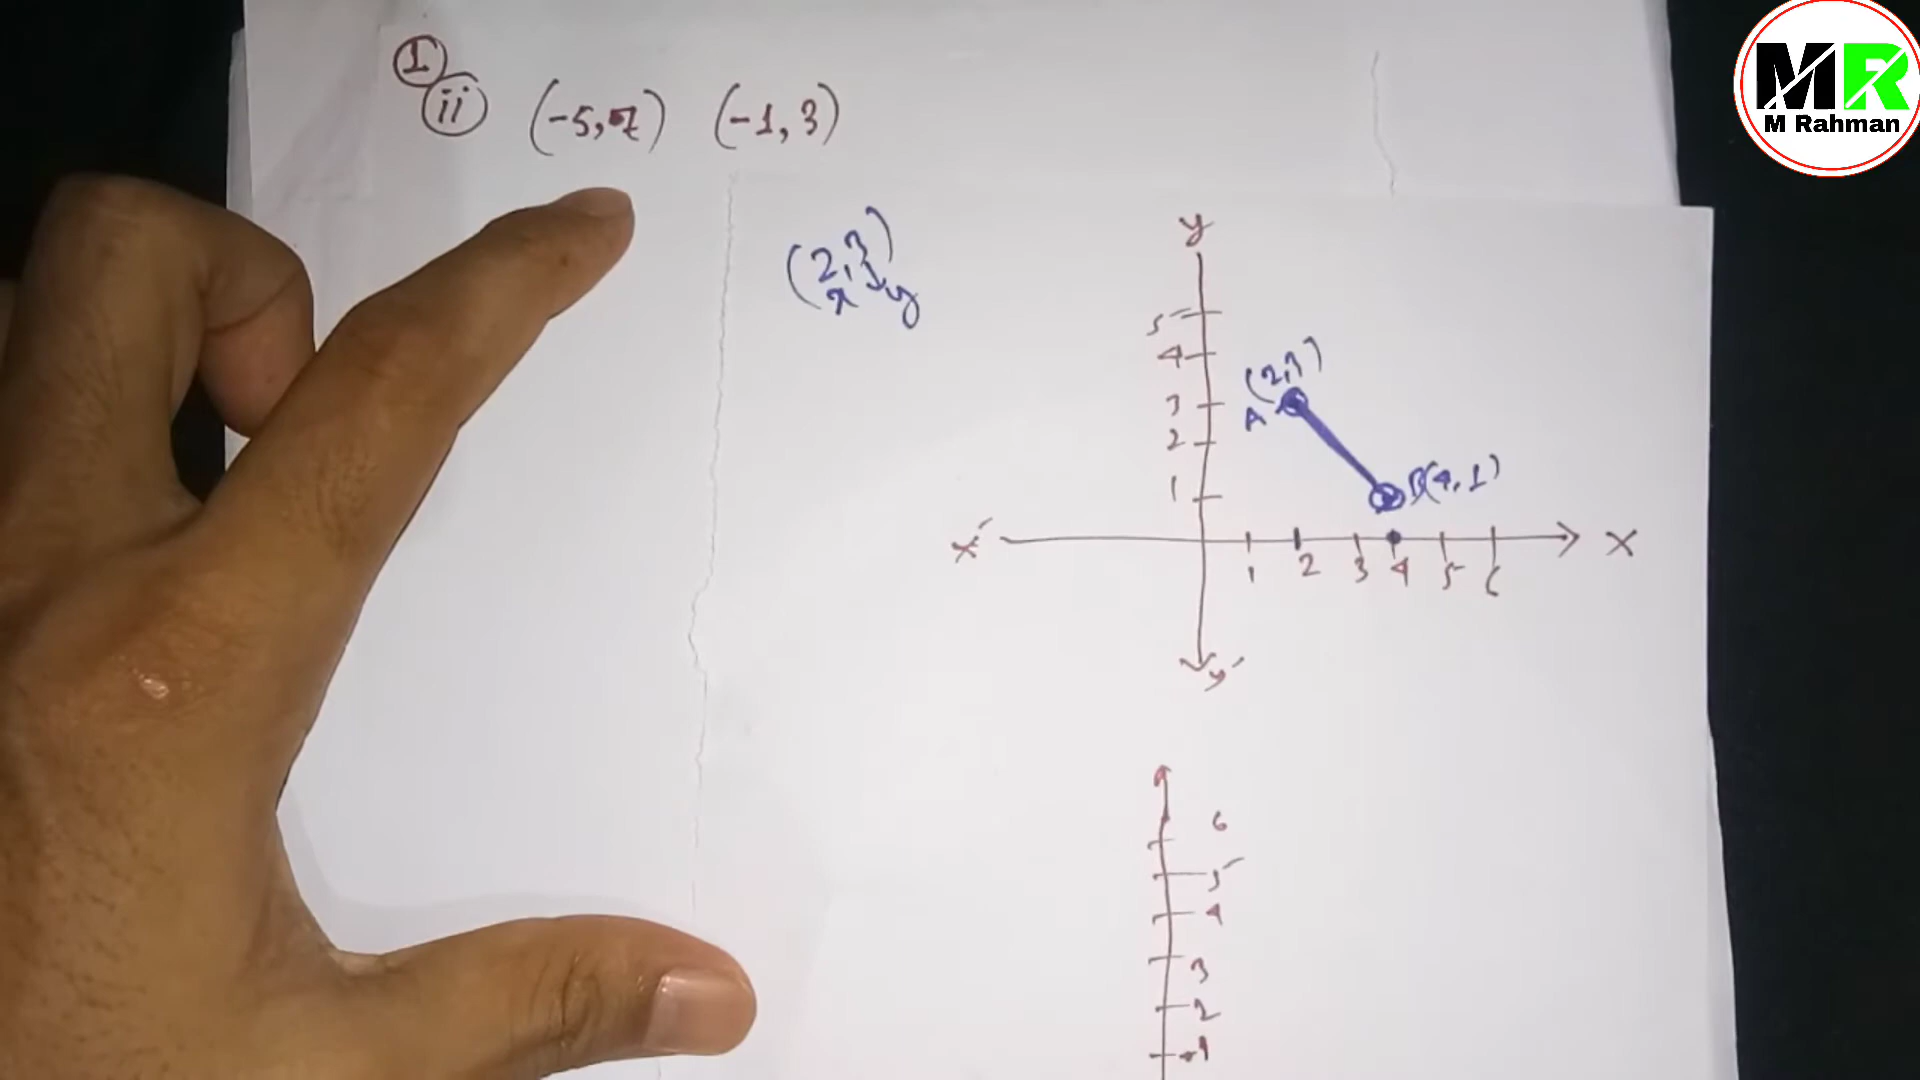 I
ii (-5, 7) (-1, 3)
MR
M Rahman
(2, 3)
x y
y
5
4
3
2
1
(2,3)
A
B(4, 1)
x' X
1 2 3 4 5 6
y'
6
5
4
3
2
1